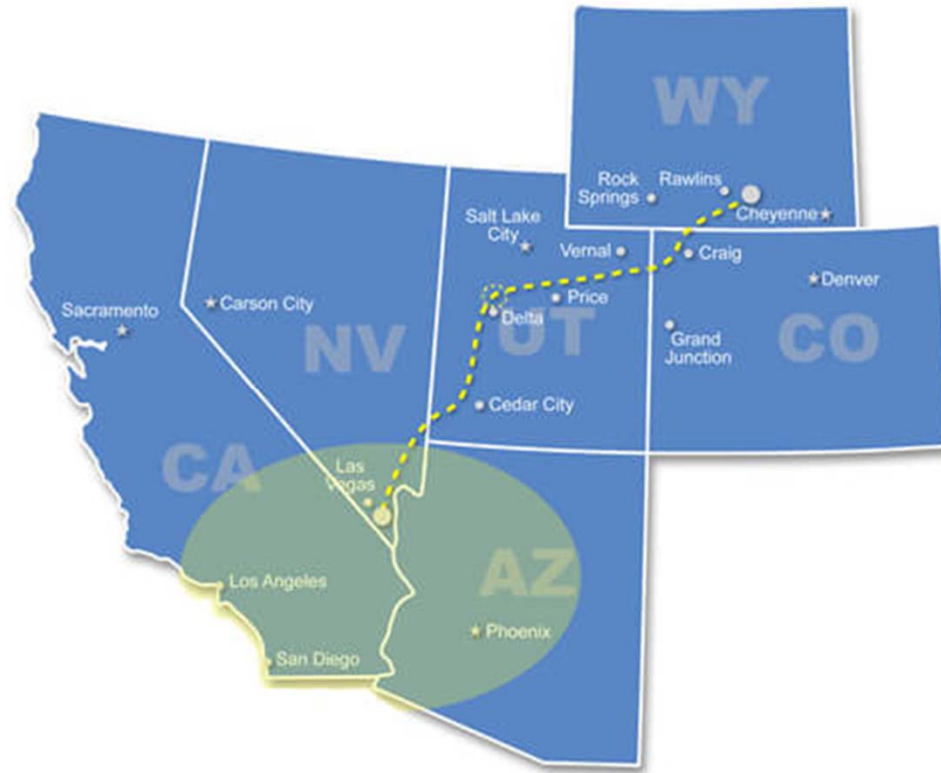 WY
Rock
Springs
Rawlins
Cheyenne
Salt Lake
City
Vernal
Craig
Denver
Sacramento
Carson City
Price
Delta
NV
UT
Grand
Junction
CO
Cedar City
CA
Las
Vegas
AZ
Los Angeles
Phoenix
San Diego